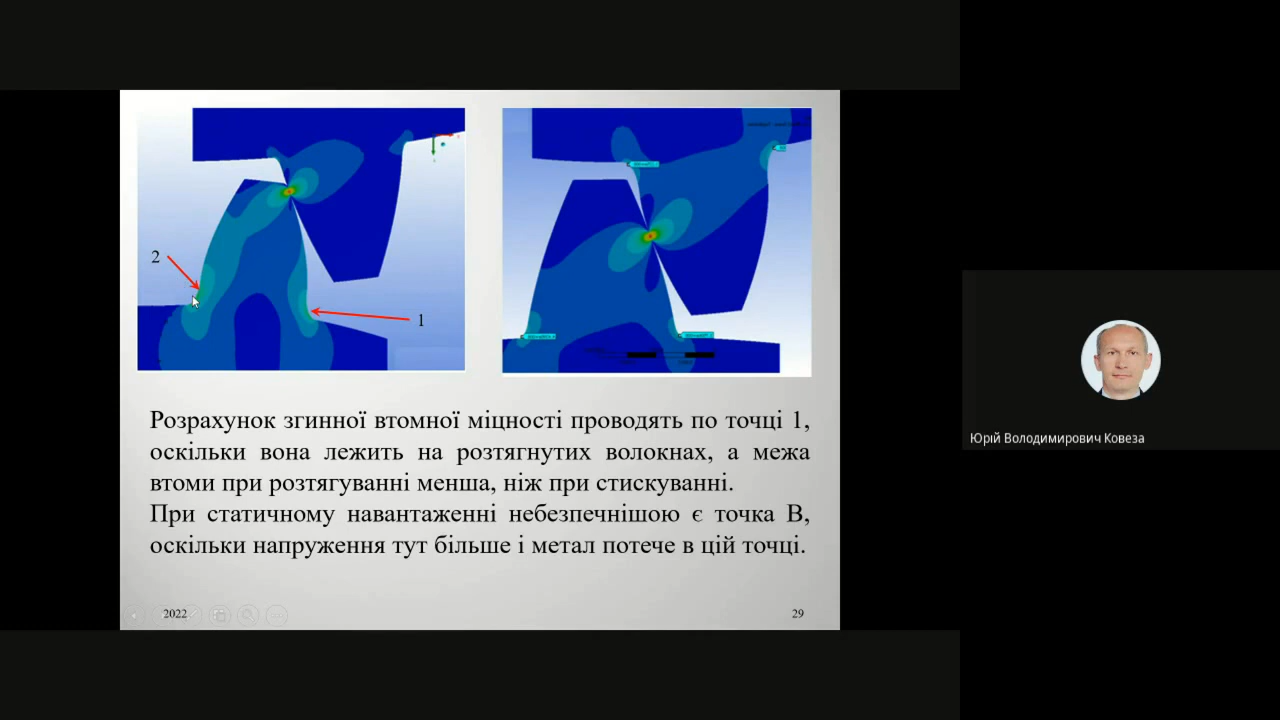 2
1
Розрахунок згинної втомної міцності проводять по точці 1,
оскільки вона лежить на розтягнутих волокнах, а межа
втоми при розтягуванні менша, ніж при стискуванні.
При статичному навантаженні небезпечнішою є точка В,
оскільки напруження тут більше і метал потече в цій точці.
2022
29
Юрій Володимирович Ковеза